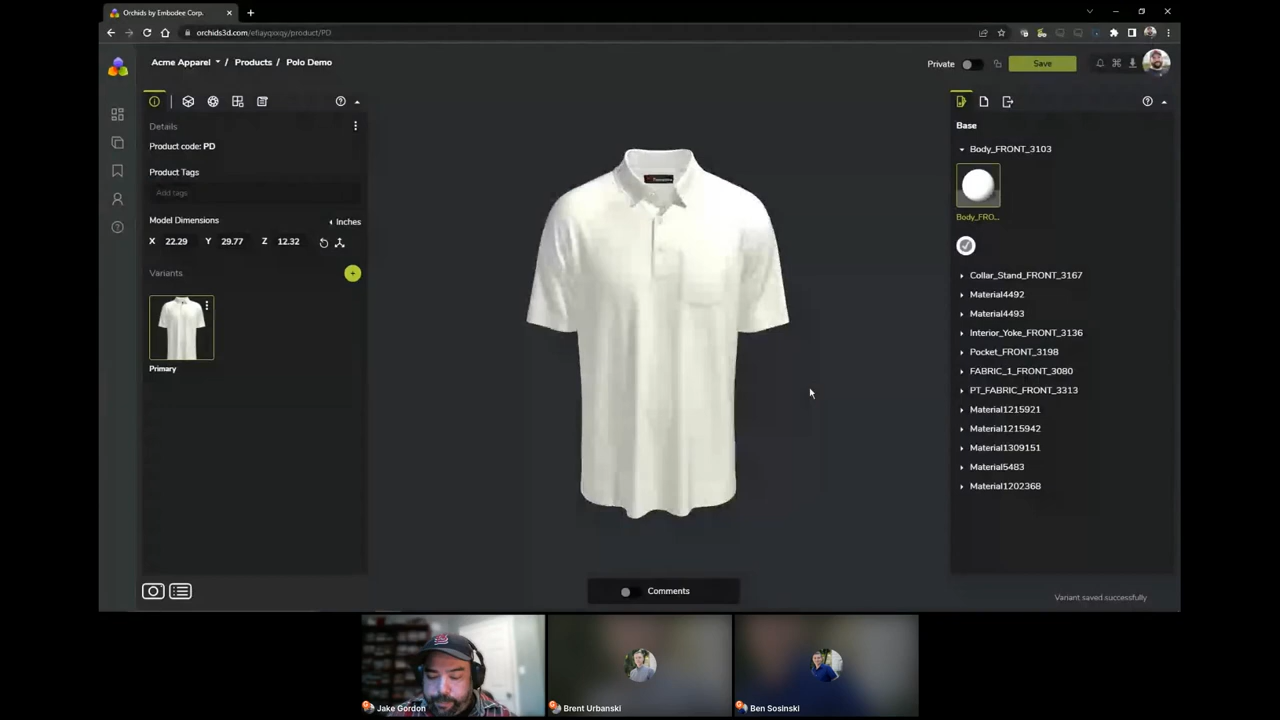 Orchids by Embodee Corp.
orchids3d.com/efiayqxxqy/product/PD
Acme Apparel / Products / Polo Demo
Private
Save
Details
Product code: PD
Product Tags
Add tags
Model Dimensions
Inches
X 22.29 Y 29.77 Z 12.32
Variants
Primary
Base
Body_FRONT_3103
Body_FRO...
Collar_Stand_FRONT_3167
Material4492
Material4493
Interior_Yoke_FRONT_3136
Pocket_FRONT_3198
FABRIC_1_FRONT_3080
PT_FABRIC_FRONT_3313
Material1215921
Material1215942
Material1309151
Material5483
Material1202368
Comments
Variant saved successfully
Jake Gordon
Brent Urbanski
Ben Sosinski